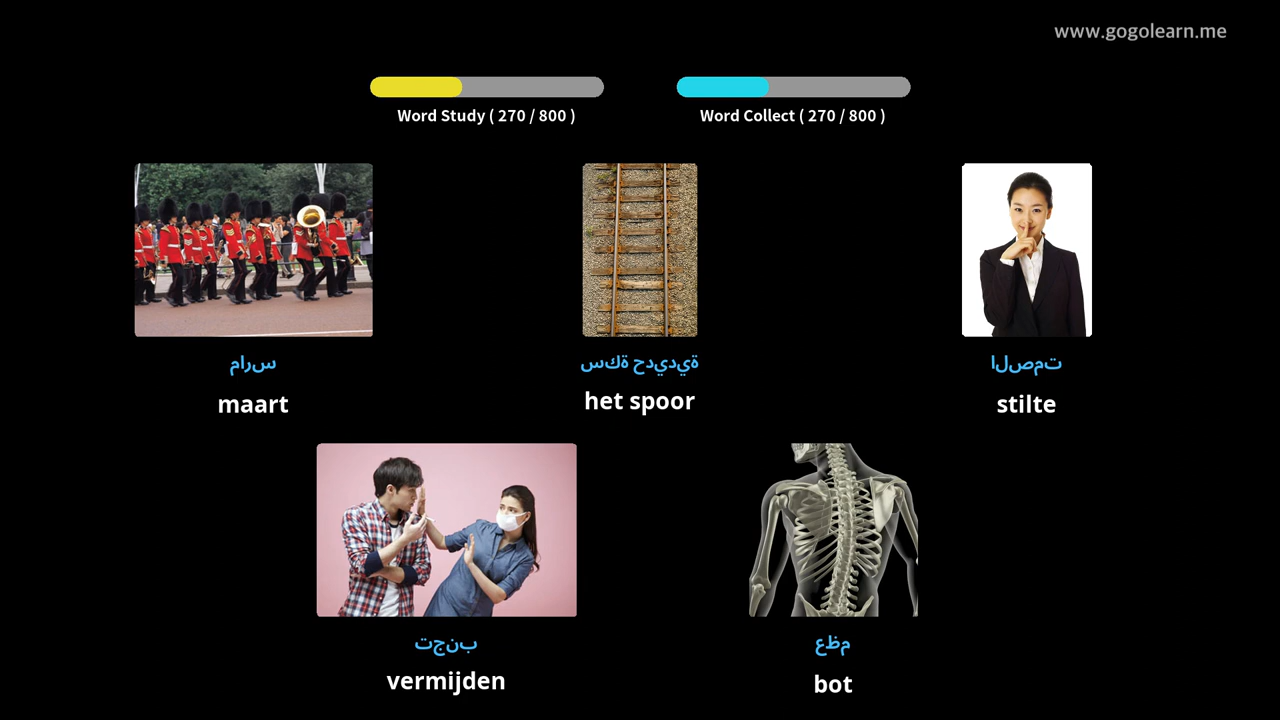 www.gogolearn.me
Word Study ( 270 / 800 )
Word Collect ( 270 / 800 )
مارس
سكة حديدية
الصمت
maart
het spoor
stilte
تجنب
عظم
vermijden
bot